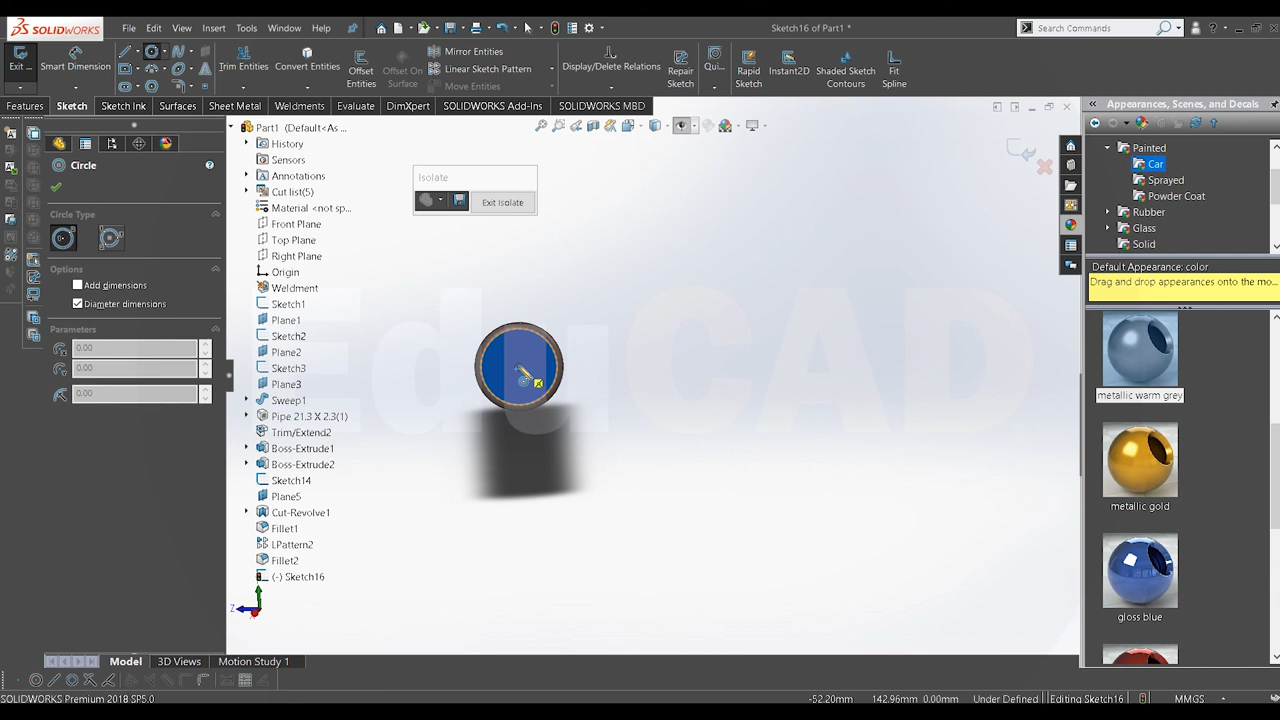 SOLIDWORKS File Edit View Insert Tools Window Sketch16 of Part1 * Search Commands
Exit ... Smart Dimension Trim Entities Convert Entities Offset Entities Offset On Surface Mirror Entities Linear Sketch Pattern Move Entities Display/Delete Relations Repair Sketch Qui... Rapid Sketch Instant2D Shaded Sketch Contours Fit Spline
Features Sketch Sketch Ink Surfaces Sheet Metal Weldments Evaluate DimXpert SOLIDWORKS Add-Ins SOLIDWORKS MBD
Appearances, Scenes, and Decals
Circle
Circle Type
Options
Add dimensions
Diameter dimensions
Parameters
0.00
0.00
0.00
Part1 (Default<As ...
History
Sensors
Annotations
Cut list(5)
Material <not sp...
Front Plane
Top Plane
Right Plane
Origin
Weldment
Sketch1
Plane1
Sketch2
Plane2
Sketch3
Plane3
Sweep1
Pipe 21.3 X 2.3(1)
Trim/Extend2
Boss-Extrude1
Boss-Extrude2
Sketch14
Plane5
Cut-Revolve1
Fillet1
LPattern2
Fillet2
(-) Sketch16
Z
Isolate
Exit Isolate
EduCAD
Painted
Car
Sprayed
Powder Coat
Rubber
Glass
Solid
Default Appearance: color
Drag and drop appearances onto the mo...
metallic warm grey
metallic gold
gloss blue
Model 3D Views Motion Study 1
SOLIDWORKS Premium 2018 SP5.0 -52.20mm 142.96mm 0.00mm Under Defined Editing Sketch16 MMGS